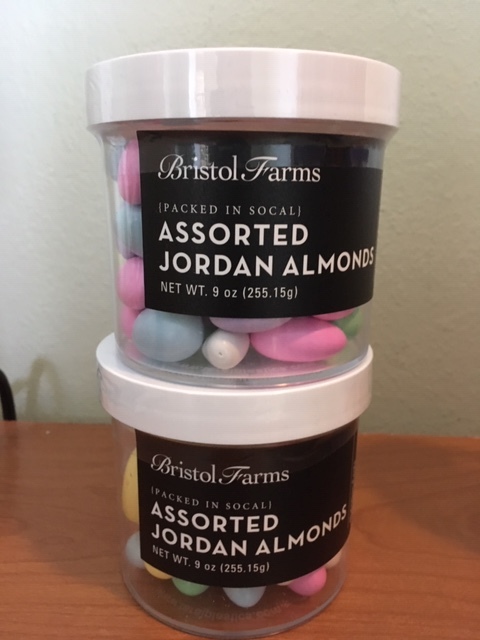 Bristol Farms
{PACKED IN SOCAL}
ASSORTED
JORDAN ALMONDS
NET WT. 9 oz (255.15g)
Bristol Farms
{PACKED IN SOCAL}
ASSORTED
JORDAN ALMONDS
NET WT. 9 oz (255.15g)